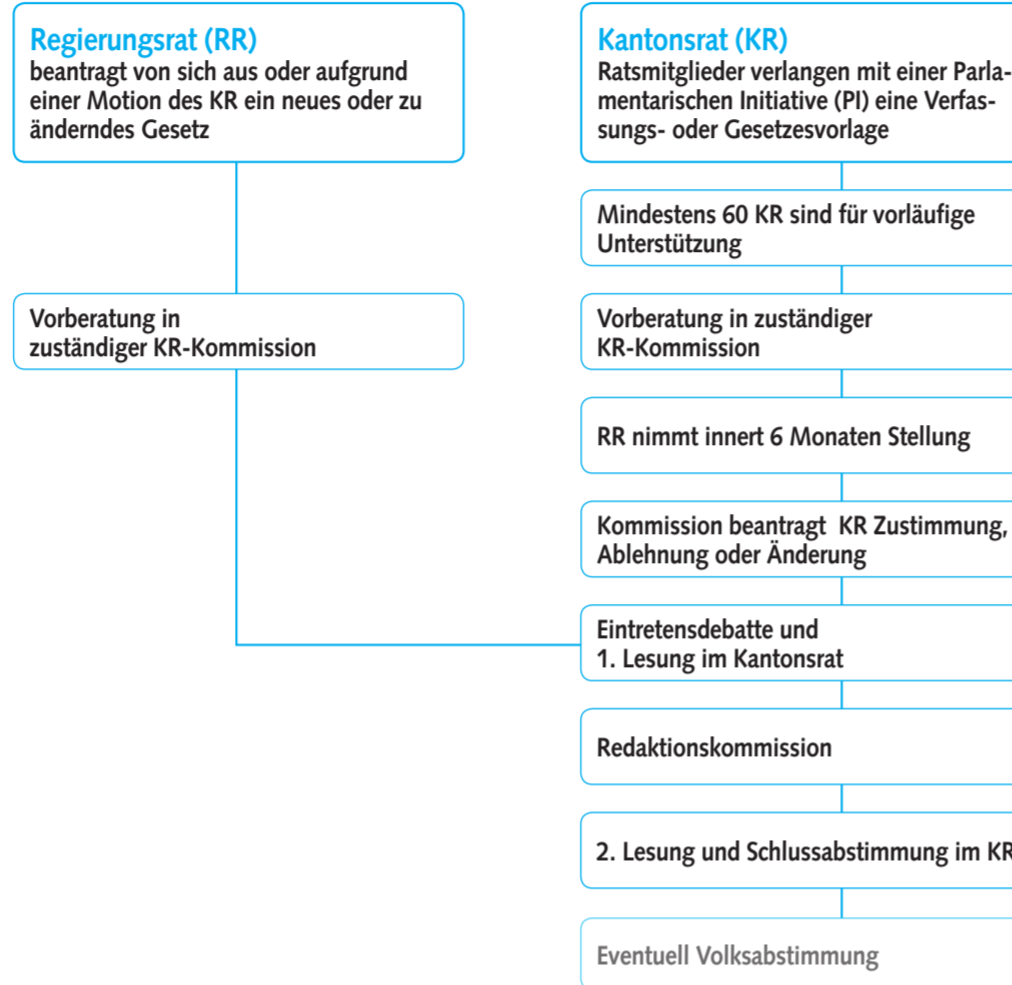 Regierungsrat (RR)
beantragt von sich aus oder aufgrund
einer Motion des KR ein neues oder zu
änderndes Gesetz
Vorberatung in
zuständiger KR-Kommission
Kantonsrat (KR)
Ratsmitglieder verlangen mit einer Parla-
mentarischen Initiative (PI) eine Verfas-
sungs- oder Gesetzesvorlage
Mindestens 60 KR sind für vorläufige
Unterstützung
Vorberatung in zuständiger
KR-Kommission
RR nimmt innert 6 Monaten Stellung
Kommission beantragt KR Zustimmung,
Ablehnung oder Änderung
Eintretensdebatte und
1. Lesung im Kantonsrat
Redaktionskommission
2. Lesung und Schlussabstimmung im KR
Eventuell Volksabstimmung